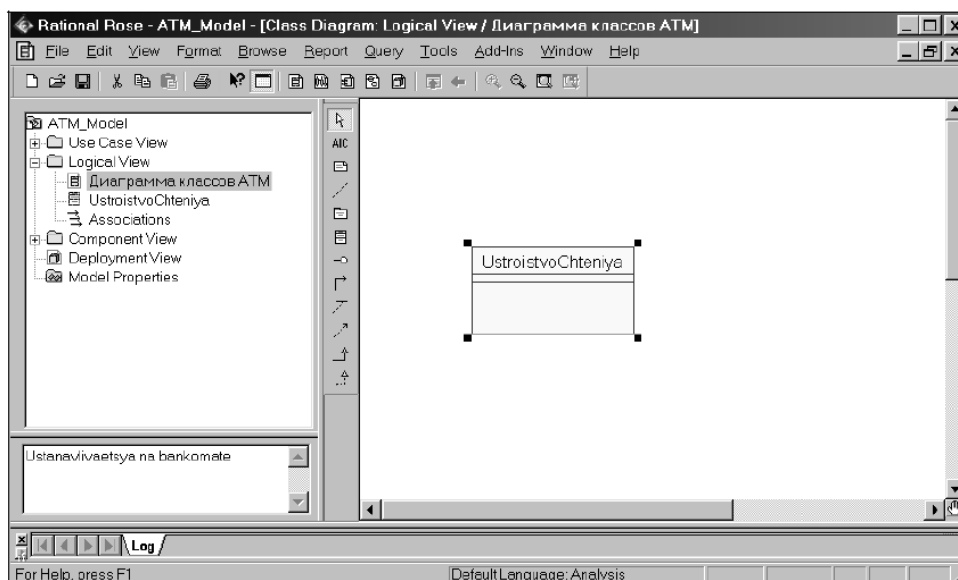 Rational Rose - ATM_Model - [Class Diagram: Logical View / Диаграмма классов ATM]
File Edit View Format Browse Report Query Tools Add-Ins Window Help
ATM_Model
Use Case View
Logical View
Диаграмма классов ATM
UstroistvoChteniya
Associations
Component View
Deployment View
Model Properties
ABC
UstroistvoChteniya
Ustanavlivaetsya na bankomate
Log
For Help, press F1
Default Language: Analysis